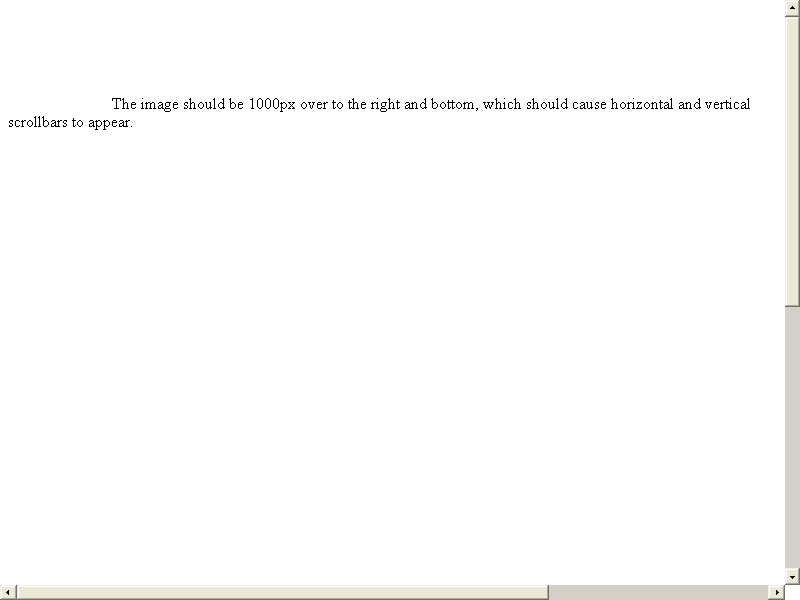 The image should be 1000px over to the right and bottom, which should cause horizontal and vertical
scrollbars to appear.